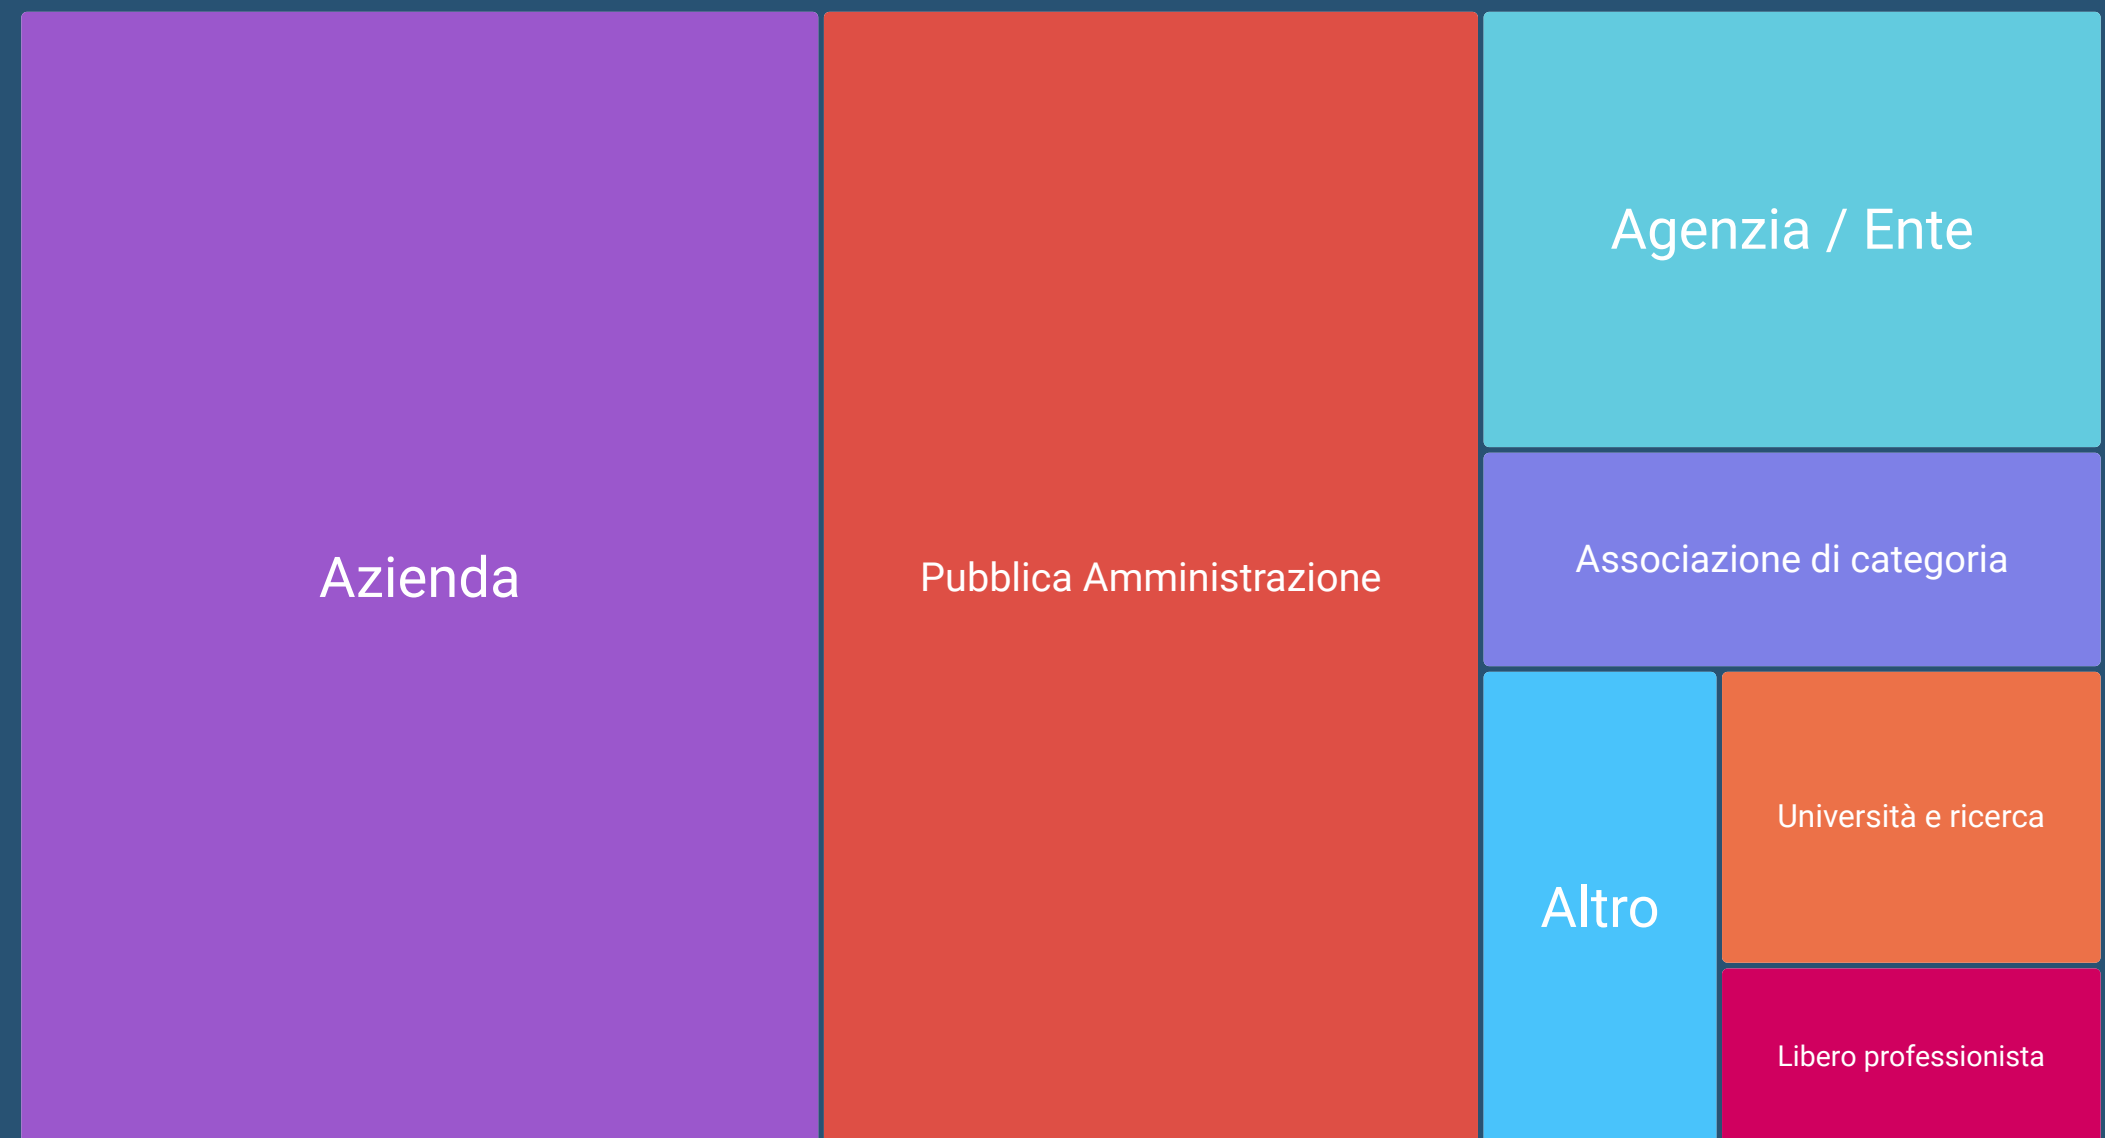 Azienda
Pubblica Amministrazione
Agenzia / Ente
Associazione di categoria
Altro
Università e ricerca
Libero professionista